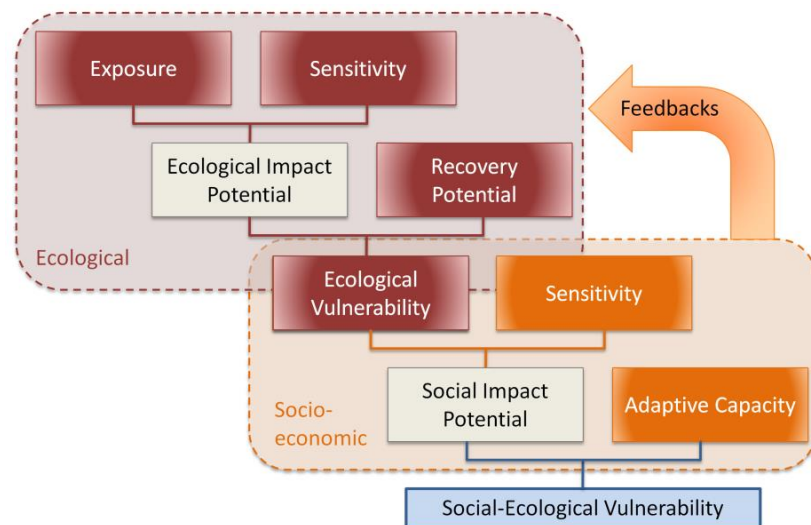 Exposure
Sensitivity
Feedbacks
Ecological Impact
Potential
Recovery
Potential
Ecological
Ecological
Vulnerability
Sensitivity
Social Impact
Potential
Adaptive Capacity
Socio-
economic
Social-Ecological Vulnerability